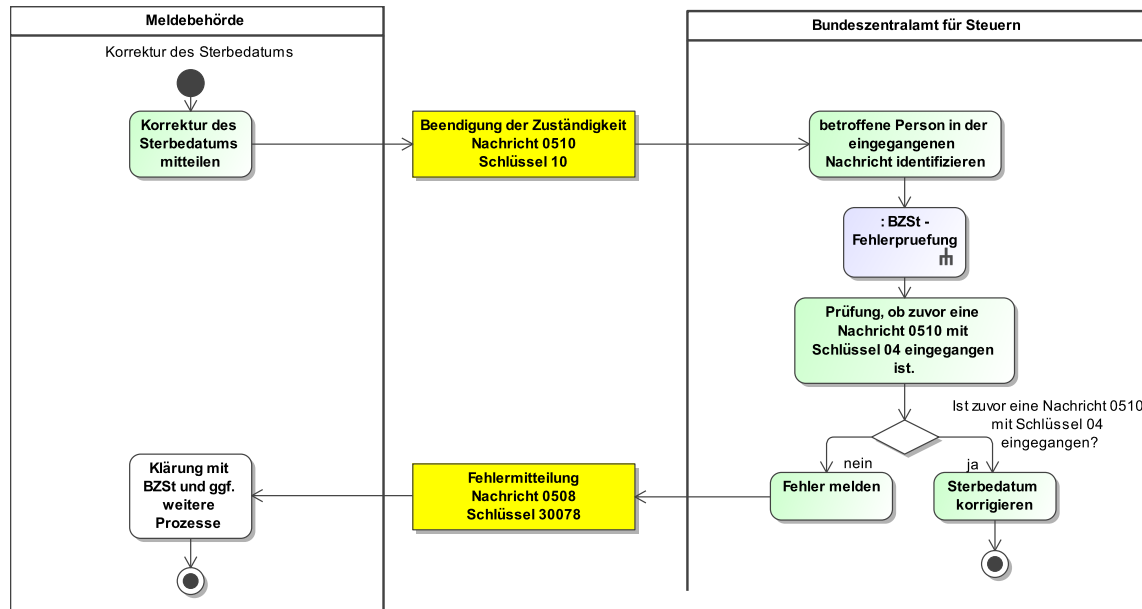 Meldebehörde
Bundeszentralamt für Steuern
Korrektur des Sterbedatums
Korrektur des
Sterbedatums
mitteilen
Beendigung der Zuständigkeit
Nachricht 0510
Schlüssel 10
betroffene Person in der
eingegangenen
Nachricht identifizieren
: BZSt -
Fehlerpruefung
Prüfung, ob zuvor eine
Nachricht 0510 mit
Schlüssel 04 eingegangen
ist.
Ist zuvor eine Nachricht 0510
mit Schlüssel 04
eingegangen?
nein
ja
Klärung mit
BZSt und ggf.
weitere
Prozesse
Fehlermitteilung
Nachricht 0508
Schlüssel 30078
Fehler melden
Sterbedatum
korrigieren